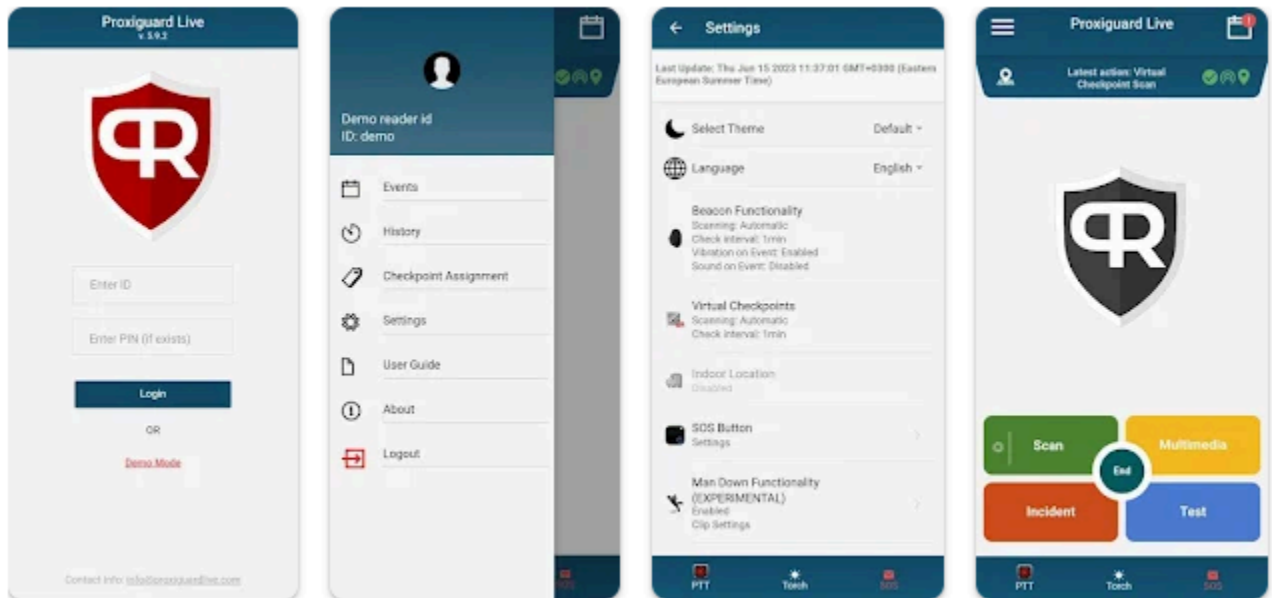 Proxiguard Live
v. 5.9.2
PR
Enter ID
Enter PIN (if exists)
Login
OR
Demo Mode
Contact info: info@proxiguardlive.com
Demo reader id
ID: demo
Events
History
Checkpoint Assignment
Settings
User Guide
About
Logout
SOS
Settings
Last Update: Thu Jun 15 2023 11:37:01 GMT+0300 (Eastern
European Summer Time)
Select Theme
Default
Language
English
Beacon Functionality
Scanning: Automatic
Check interval: 1min
Vibration on Event: Enabled
Sound on Event: Disabled
Virtual Checkpoints
Scanning: Automatic
Check interval: 1min
Indoor Location
Disabled
SOS Button
Settings
Man Down Functionality
(EXPERIMENTAL)
Enabled
Clip Settings
PTT
Torch
SOS
Proxiguard Live
Latest action: Virtual
Checkpoint Scan
PR
Scan
Multimedia
End
Incident
Test
PTT
Torch
SOS